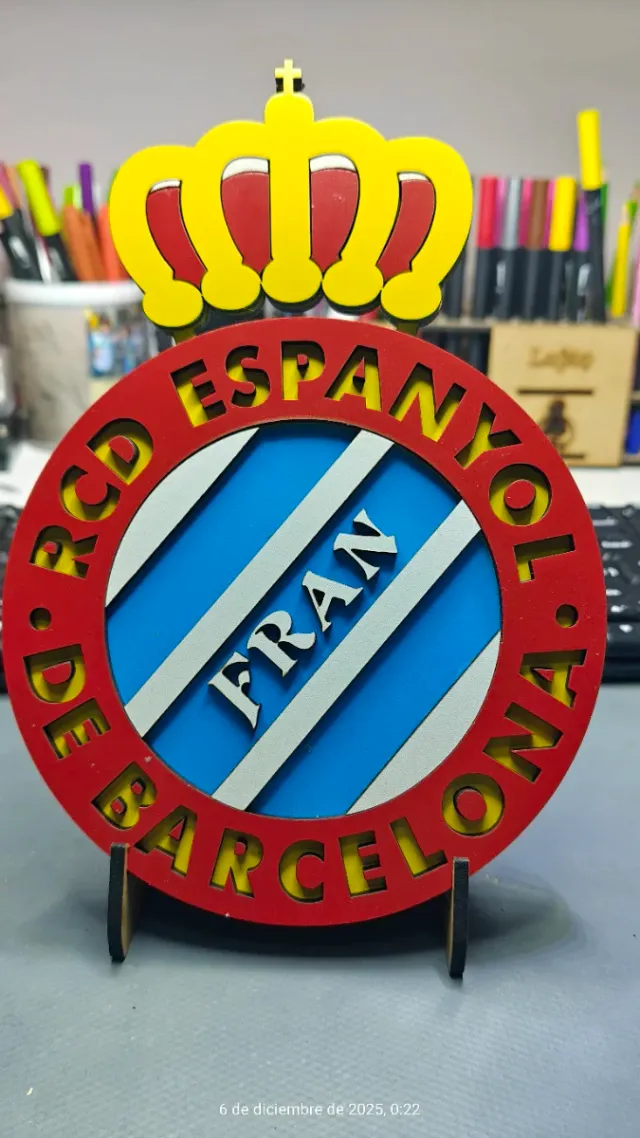 RCD ESPANYOL
DE BARCELONA
FRAN
6 de diciembre de 2025, 0:22